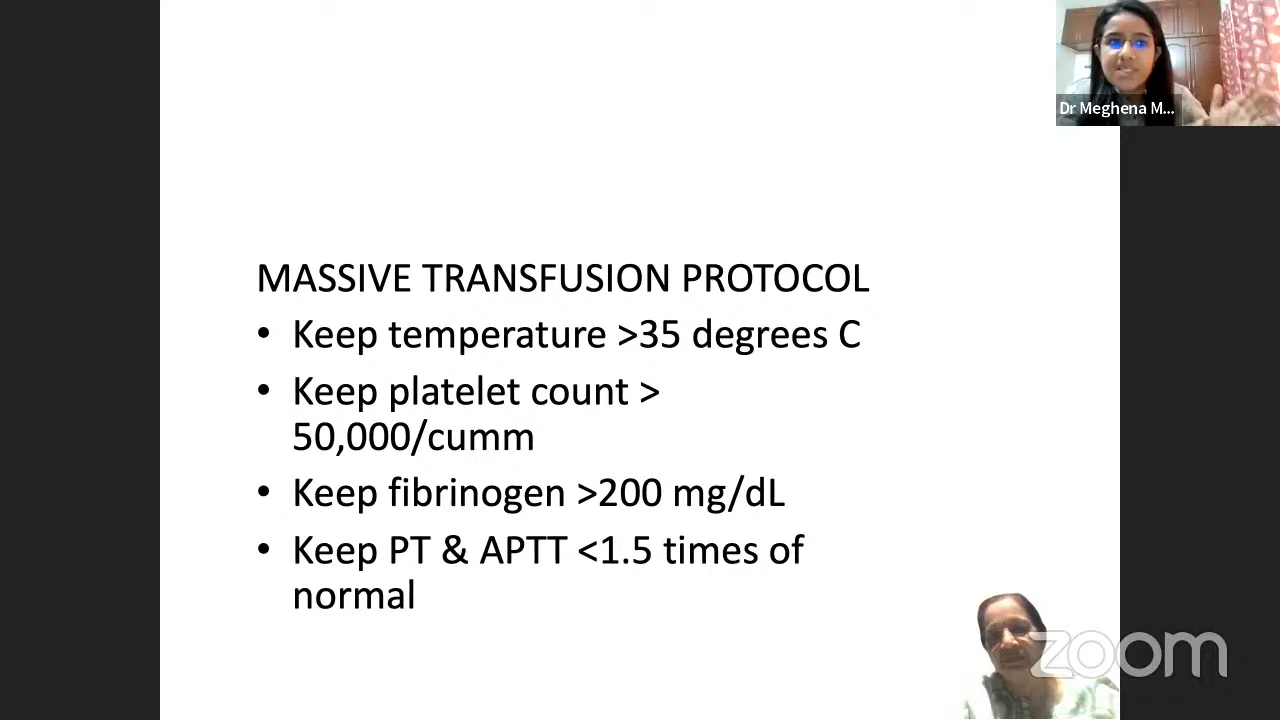 Dr Meghena M...
MASSIVE TRANSFUSION PROTOCOL
• Keep temperature >35 degrees C
• Keep platelet count >
50,000/cumm
• Keep fibrinogen >200 mg/dL
• Keep PT & APTT <1.5 times of
normal
zoom